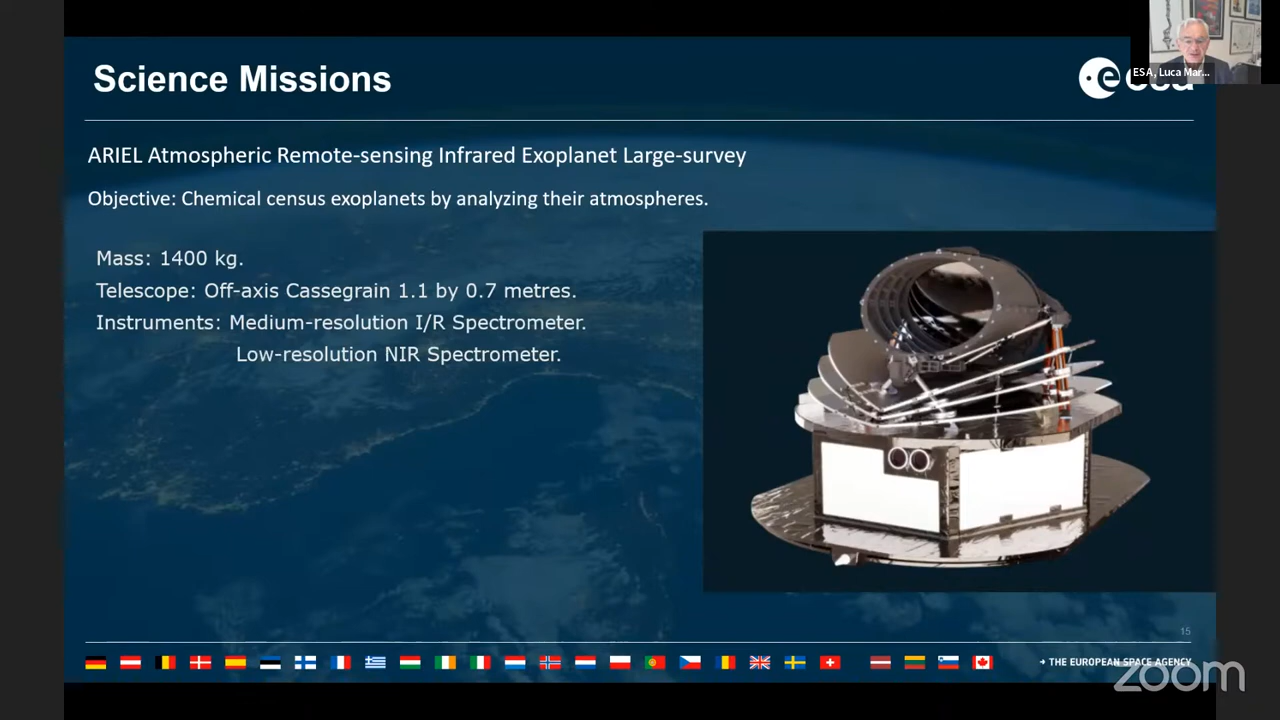 Science Missions
esa
ESA, Luca Mar...
ARIEL Atmospheric Remote-sensing Infrared Exoplanet Large-survey
Objective: Chemical census exoplanets by analyzing their atmospheres.
Mass: 1400 kg.
Telescope: Off-axis Cassegrain 1.1 by 0.7 metres.
Instruments: Medium-resolution I/R Spectrometer.
Low-resolution NIR Spectrometer.
15
→ THE EUROPEAN SPACE AGENCY
zoom